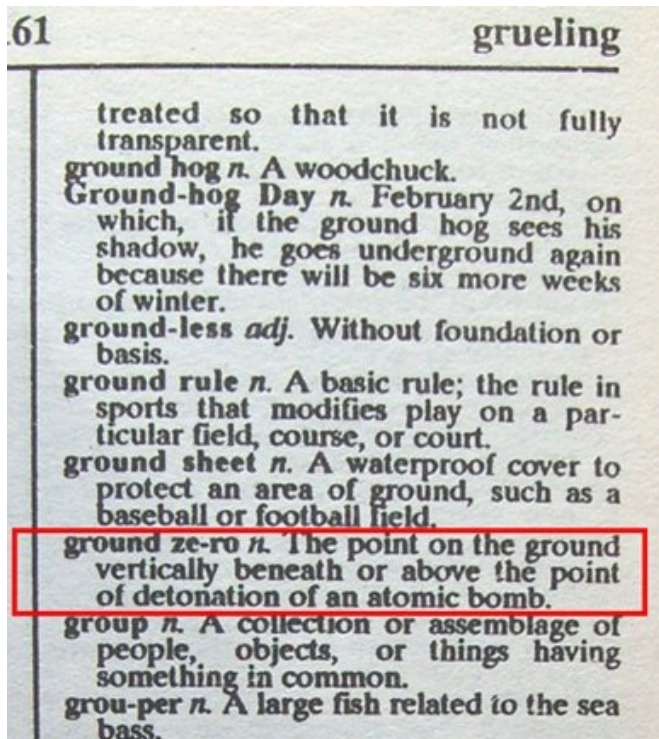 .61
grueling
treated so that it is not fully
transparent.
ground hog n. A woodchuck.
Ground-hog Day n. February 2nd, on
which, if the ground hog sees his
shadow, he goes underground again
because there will be six more weeks
of winter.
ground-less adj. Without foundation or
basis.
ground rule n. A basic rule; the rule in
sports that modifies play on a par-
ticular field, course, or court.
ground sheet n. A waterproof cover to
protect an area of ground, such as a
baseball or football field.
ground ze-ro n. The point on the ground
vertically beneath or above the point
of detonation of an atomic bomb.
group n. A collection or assemblage of
people, objects, or things having
something in common.
grou-per n. A large fish related to the sea
bass.